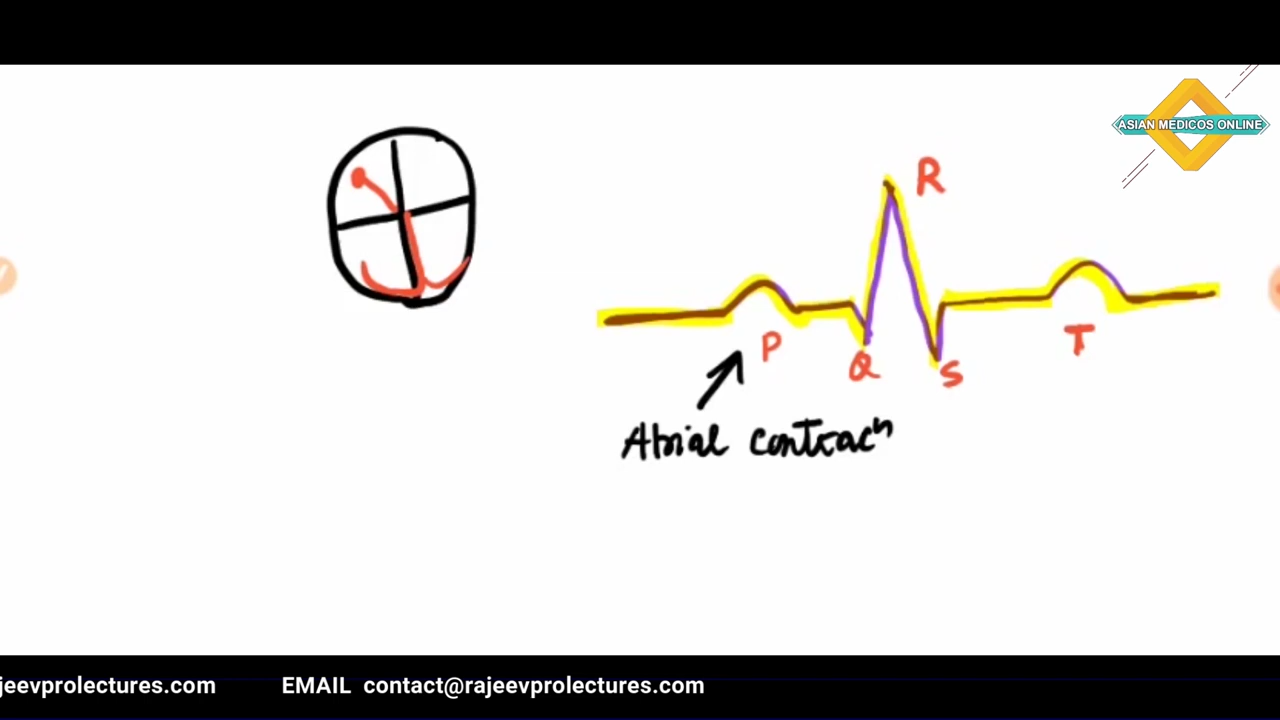 ASIAN MEDICOS ONLINE
R
P
Q
S
T
Atrial contracn
jeevprolectures.com EMAIL contact@rajeevprolectures.com